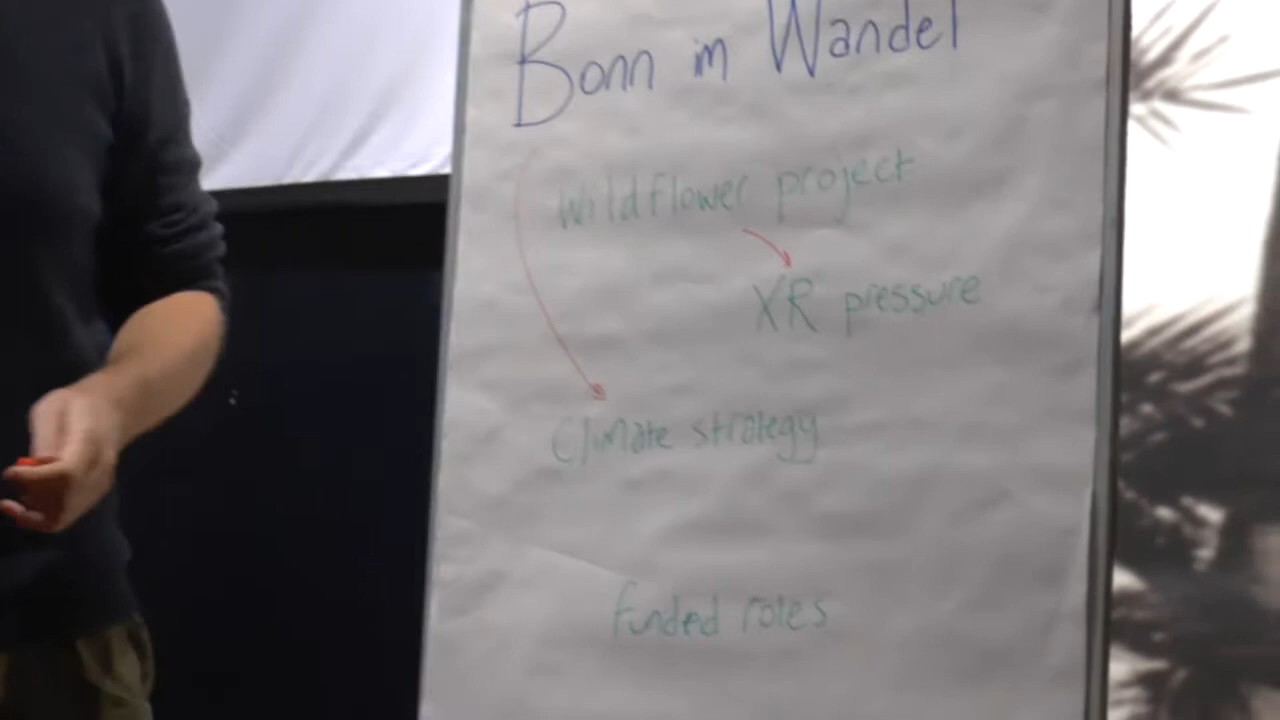 Bonn im Wandel
Wildflower project
XR pressure
Climate strategy
funded roles